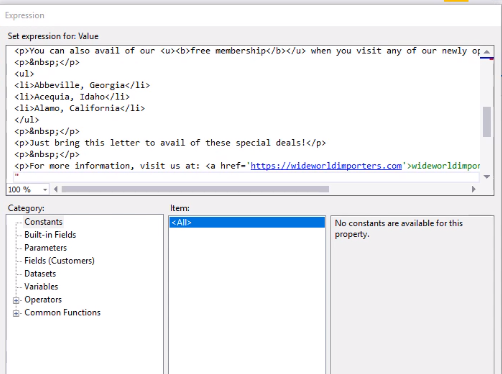 Expression
Set expression for: Value
<p>You can also avail of our <u><b>free membership</b></u> when you visit any of our newly op
<p>&nbsp;</p>
<ul>
<li>Abbeville, Georgia</li>
<li>Acequia, Idaho</li>
<li>Alamo, California</li>
</ul>
<p>&nbsp;</p>
<p>Just bring this letter to avail of these special deals!</p>
<p>&nbsp;</p>
<p>For more information, visit us at: <a href='https://wideworldimporters.com'>wideworldimpor
"
100 %
Category:
Item:
Constants
Built-in Fields
Parameters
Fields (Customers)
Datasets
Variables
Operators
Common Functions
<All>
No constants are available for this
property.